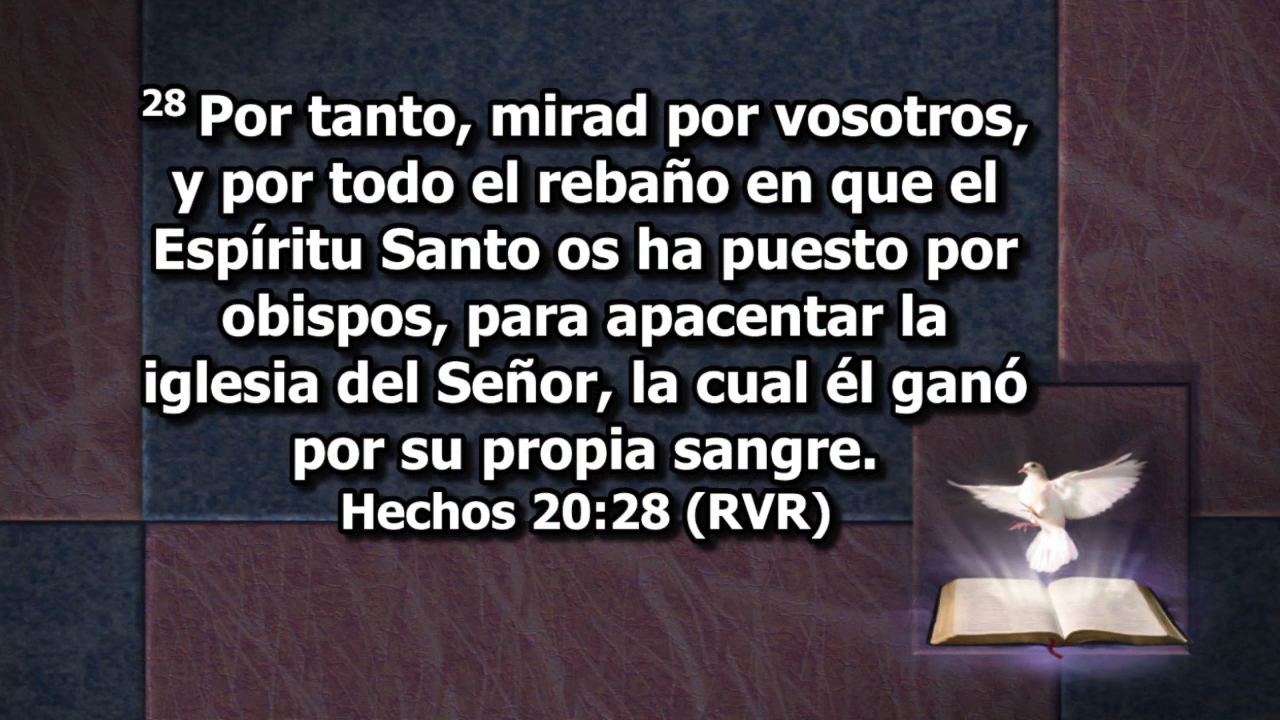 28 Por tanto, mirad por vosotros,
y por todo el rebaño en que el
Espíritu Santo os ha puesto por
obispos, para apacentar la
iglesia del Señor, la cual él ganó
por su propia sangre.
Hechos 20:28 (RVR)